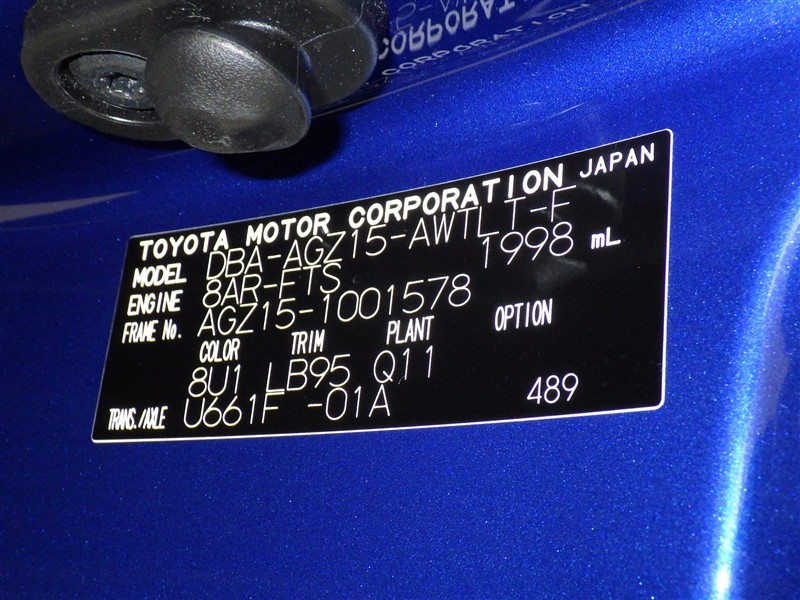 TOYOTA MOTOR CORPORATION JAPAN
MODEL DBA-AGZ15-AWTLT-F
ENGINE 8AR-FTS 1998 mL
FRAME No. AGZ15-1001578
COLOR TRIM PLANT OPTION
8U1 LB95 Q11
TRANS./AXLE U661F -01A 489
CORPORATION